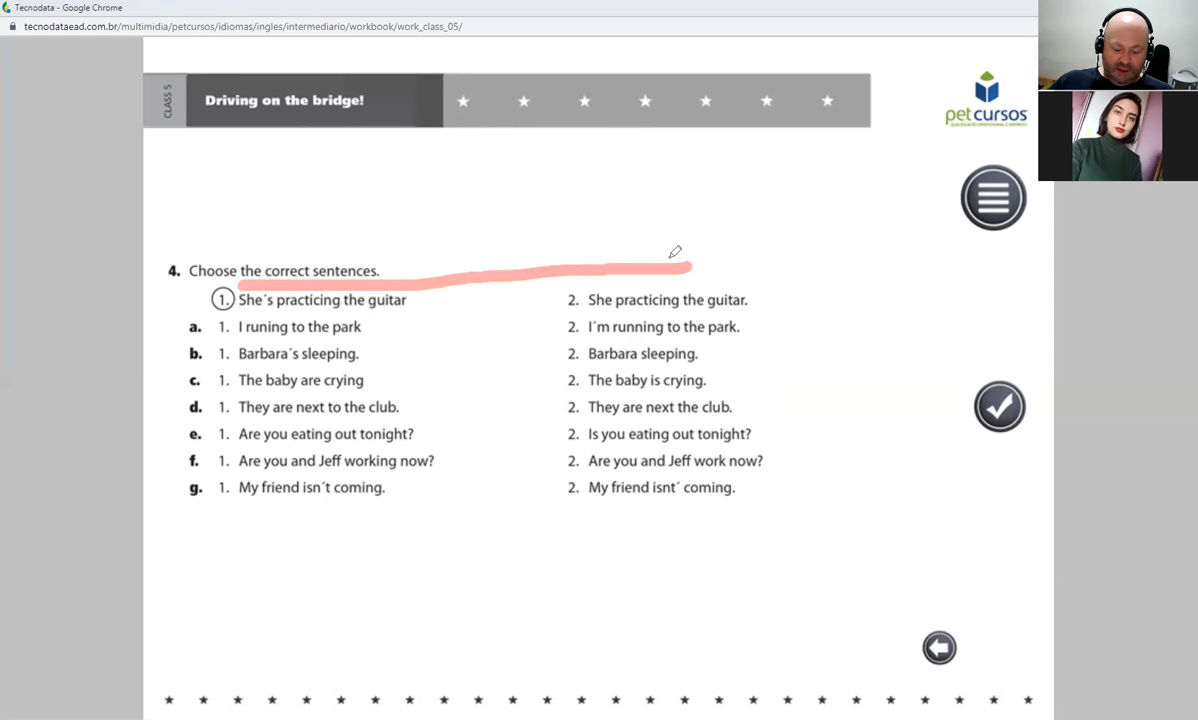 Tecnodata - Google Chrome
tecnodataead.com.br/multimidia/petcursos/idiomas/ingles/intermediario/workbook/work_class_05/
CLASS 5
Driving on the bridge!
petcursos
4. Choose the correct sentences.
1. She´s practicing the guitar 2. She practicing the guitar.
a. 1. I runing to the park 2. I´m running to the park.
b. 1. Barbara´s sleeping. 2. Barbara sleeping.
c. 1. The baby are crying 2. The baby is crying.
d. 1. They are next to the club. 2. They are next the club.
e. 1. Are you eating out tonight? 2. Is you eating out tonight?
f. 1. Are you and Jeff working now? 2. Are you and Jeff work now?
g. 1. My friend isn´t coming. 2. My friend isnt´ coming.